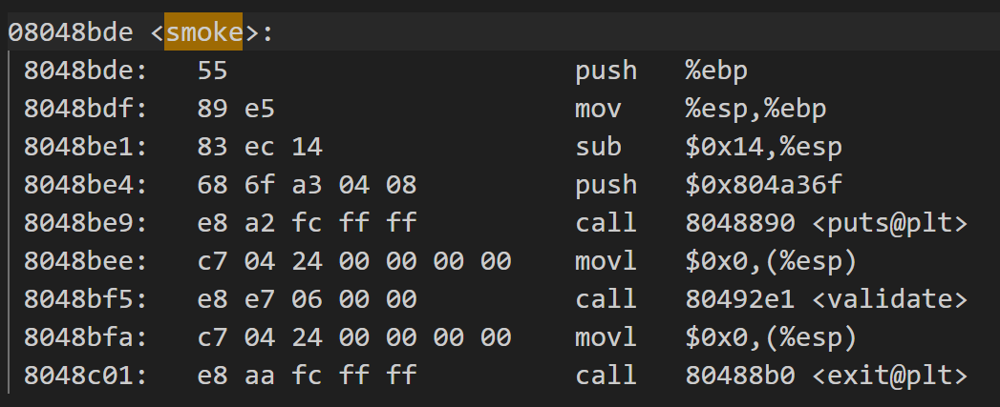 08048bde <smoke>:
8048bde:   55                      push   %ebp
8048bdf:   89 e5                   mov    %esp,%ebp
8048be1:   83 ec 14                sub    $0x14,%esp
8048be4:   68 6f a3 04 08          push   $0x804a36f
8048be9:   e8 a2 fc ff ff          call   8048890 <puts@plt>
8048bee:   c7 04 24 00 00 00 00    movl   $0x0,(%esp)
8048bf5:   e8 e7 06 00 00          call   80492e1 <validate>
8048bfa:   c7 04 24 00 00 00 00    movl   $0x0,(%esp)
8048c01:   e8 aa fc ff ff          call   80488b0 <exit@plt>